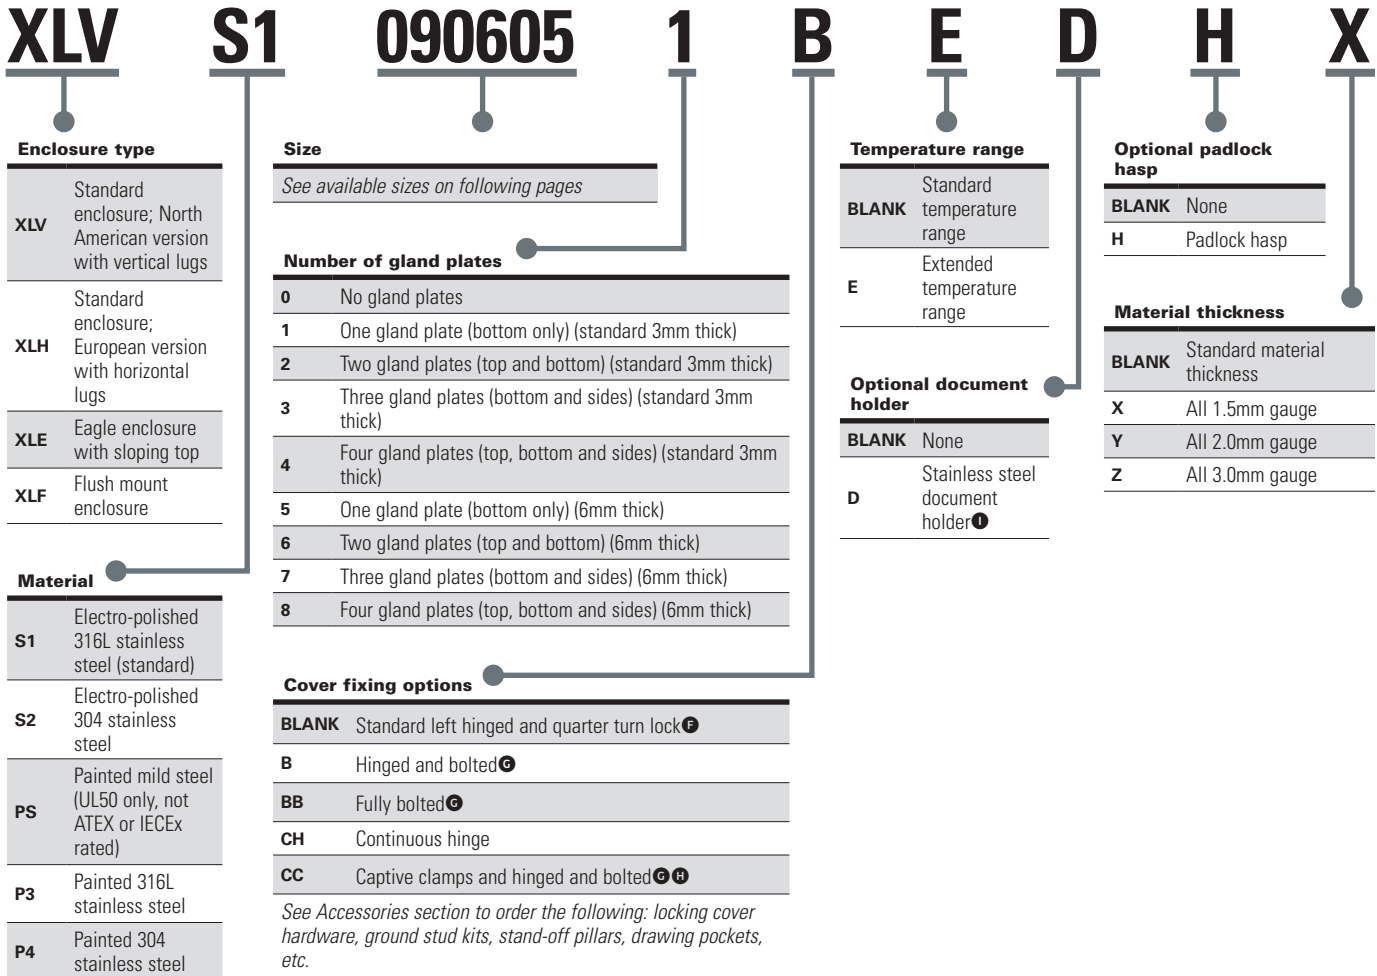 XLV S1 090605 1 B E D H X
Enclosure type
XLV Standard
enclosure; North
American version
with vertical lugs
XLH Standard
enclosure;
European version
with horizontal
lugs
XLE Eagle enclosure
with sloping top
XLF Flush mount
enclosure
Material
S1 Electro-polished
316L stainless
steel (standard)
S2 Electro-polished
304 stainless
steel
PS Painted mild steel
(UL50 only, not
ATEX or IECEx
rated)
P3 Painted 316L
stainless steel
P4 Painted 304
stainless steel
Size
See available sizes on following pages
Number of gland plates
0 No gland plates
1 One gland plate (bottom only) (standard 3mm thick)
2 Two gland plates (top and bottom) (standard 3mm thick)
3 Three gland plates (bottom and sides) (standard 3mm
thick)
4 Four gland plates (top, bottom and sides) (standard 3mm
thick)
5 One gland plate (bottom only) (6mm thick)
6 Two gland plates (top and bottom) (6mm thick)
7 Three gland plates (bottom and sides) (6mm thick)
8 Four gland plates (top, bottom and sides) (6mm thick)
Cover fixing options
BLANK Standard left hinged and quarter turn lock🅕
B Hinged and bolted🅖
BB Fully bolted🅖
CH Continuous hinge
CC Captive clamps and hinged and bolted🅖🅗
See Accessories section to order the following: locking cover
hardware, ground stud kits, stand-off pillars, drawing pockets,
etc.
Temperature range
BLANK Standard
temperature
range
E Extended
temperature
range
Optional document
holder
BLANK None
D Stainless steel
document
holder🅘
Optional padlock
hasp
BLANK None
H Padlock hasp
Material thickness
BLANK Standard material
thickness
X All 1.5mm gauge
Y All 2.0mm gauge
Z All 3.0mm gauge